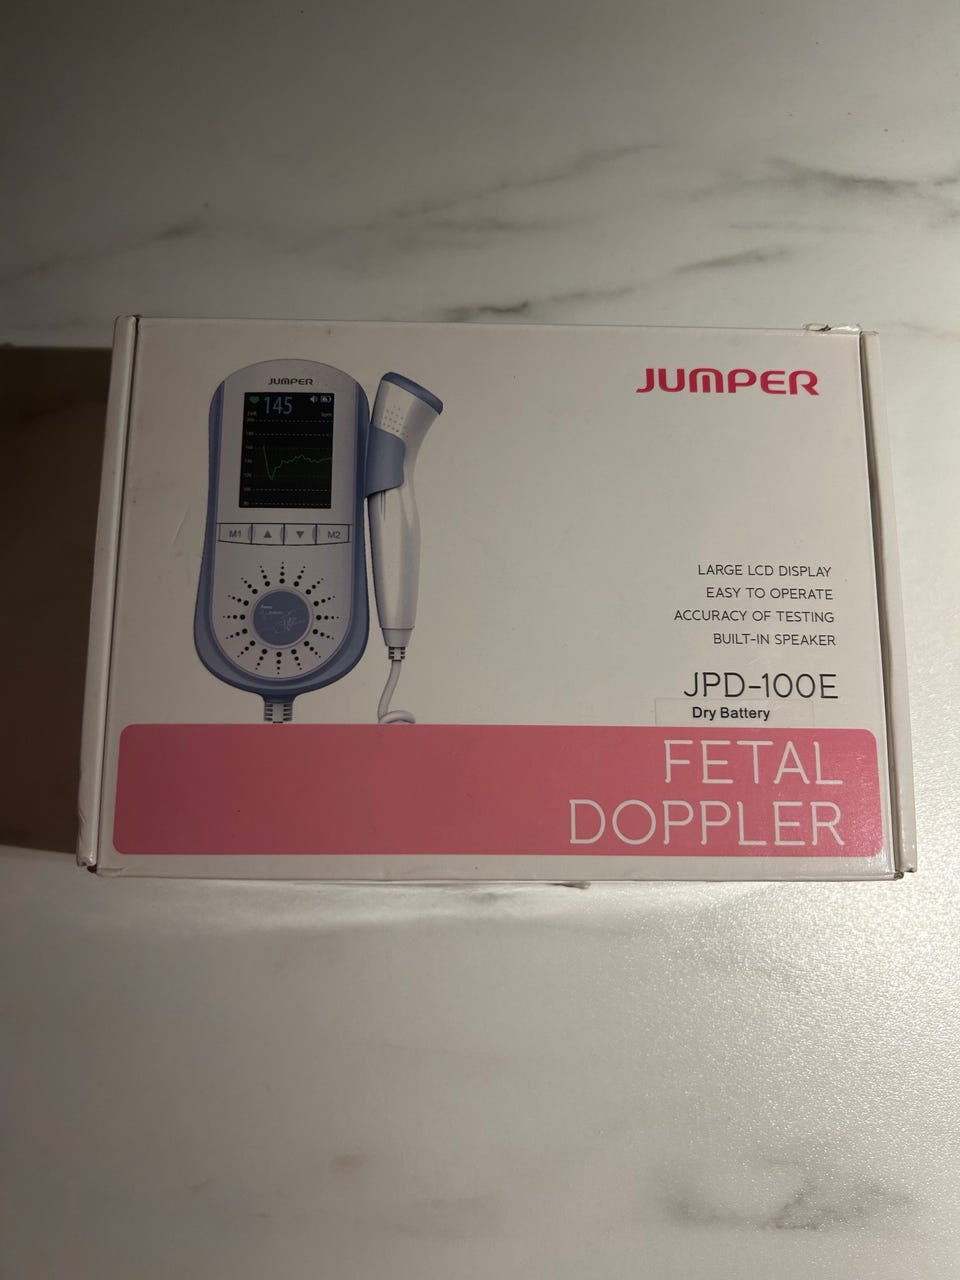 JUMPER
145
M1
M2
JUMPER
LARGE LCD DISPLAY
EASY TO OPERATE
ACCURACY OF TESTING
BUILT-IN SPEAKER
JPD-100E
Dry Battery
FETAL
DOPPLER